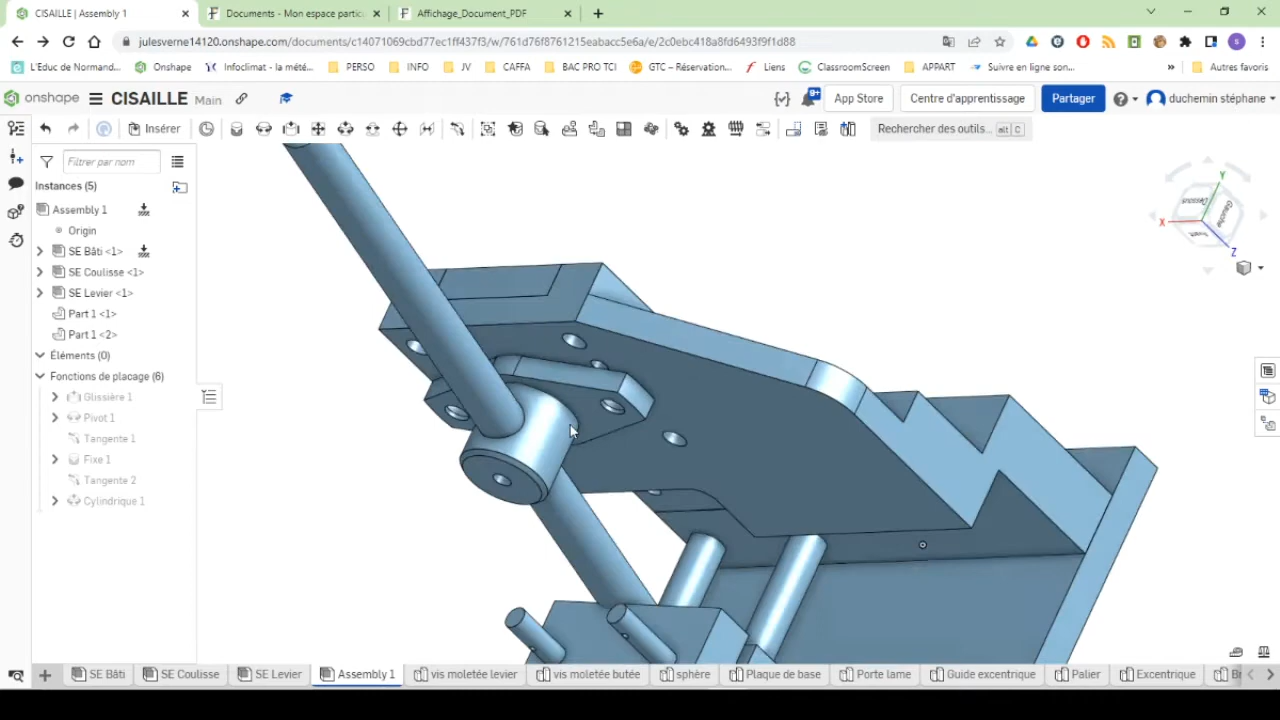 CISAILLE | Assembly 1
Documents - Mon espace partic
Affichage_Document_PDF
julesverne14120.onshape.com/documents/c14071069cbd77ec1ff437f3/w/761d76f8761215eabacc5e6a/e/2c0ebc418a8fd6493f9f1d88
L'Educ de Normand...
Onshape
Infoclimat - la mété...
PERSO
INFO
JV
CAFFA
BAC PRO TCI
GTC – Réservation...
Liens
ClassroomScreen
APPART
Suivre en ligne son...
»
Autres favoris
onshape
CISAILLE Main
9+
App Store
Centre d'apprentissage
Partager
duchemin stéphane
Insérer
Rechercher des outils... alt C
Filtrer par nom
Instances (5)
Assembly 1
Origin
SE Bâti <1>
SE Coulisse <1>
SE Levier <1>
Part 1 <1>
Part 1 <2>
Éléments (0)
Fonctions de placage (6)
Glissière 1
Pivot 1
Tangente 1
Fixe 1
Tangente 2
Cylindrique 1
Y
X
Z
Dessous
Gauche
SE Bâti
SE Coulisse
SE Levier
Assembly 1
vis moletée levier
vis moletée butée
sphère
Plaque de base
Porte lame
Guide excentrique
Palier
Excentrique